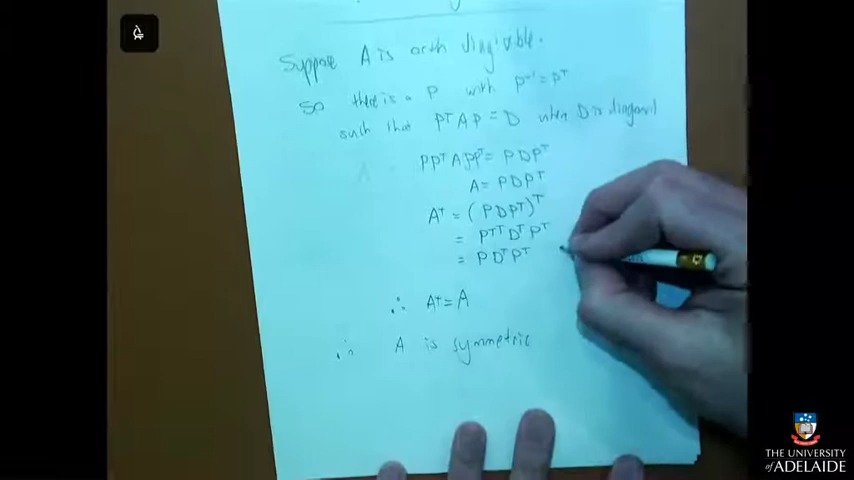 Suppose A is orth diag'ible.
So there is a P with P⁻¹ = Pᵀ
such that PᵀAP = D where D is diagonal
PPᵀAPPᵀ = PDPᵀ
A = PDPᵀ
Aᵀ = (PDPᵀ)ᵀ
= PᵀᵀDᵀPᵀ
= PDᵀPᵀ
∴ Aᵀ = A
∴ A is symmetric
THE UNIVERSITY
of ADELAIDE